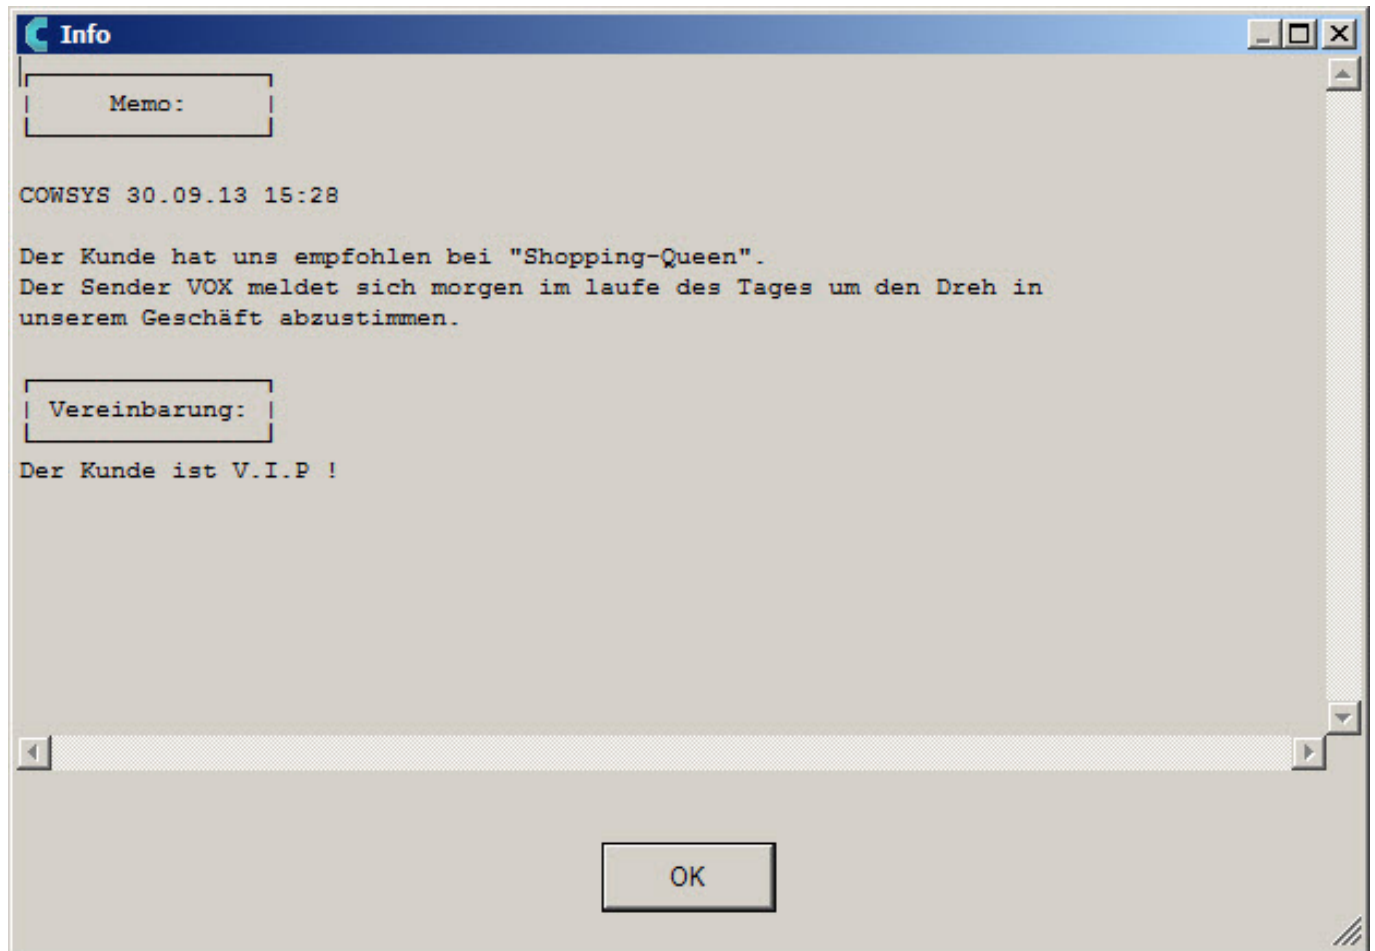 Info
Memo:
COWSYS 30.09.13 15:28
Der Kunde hat uns empfohlen bei "Shopping-Queen".
Der Sender VOX meldet sich morgen im laufe des Tages um den Dreh in
unserem Geschäft abzustimmen.
Vereinbarung:
Der Kunde ist V.I.P !
OK